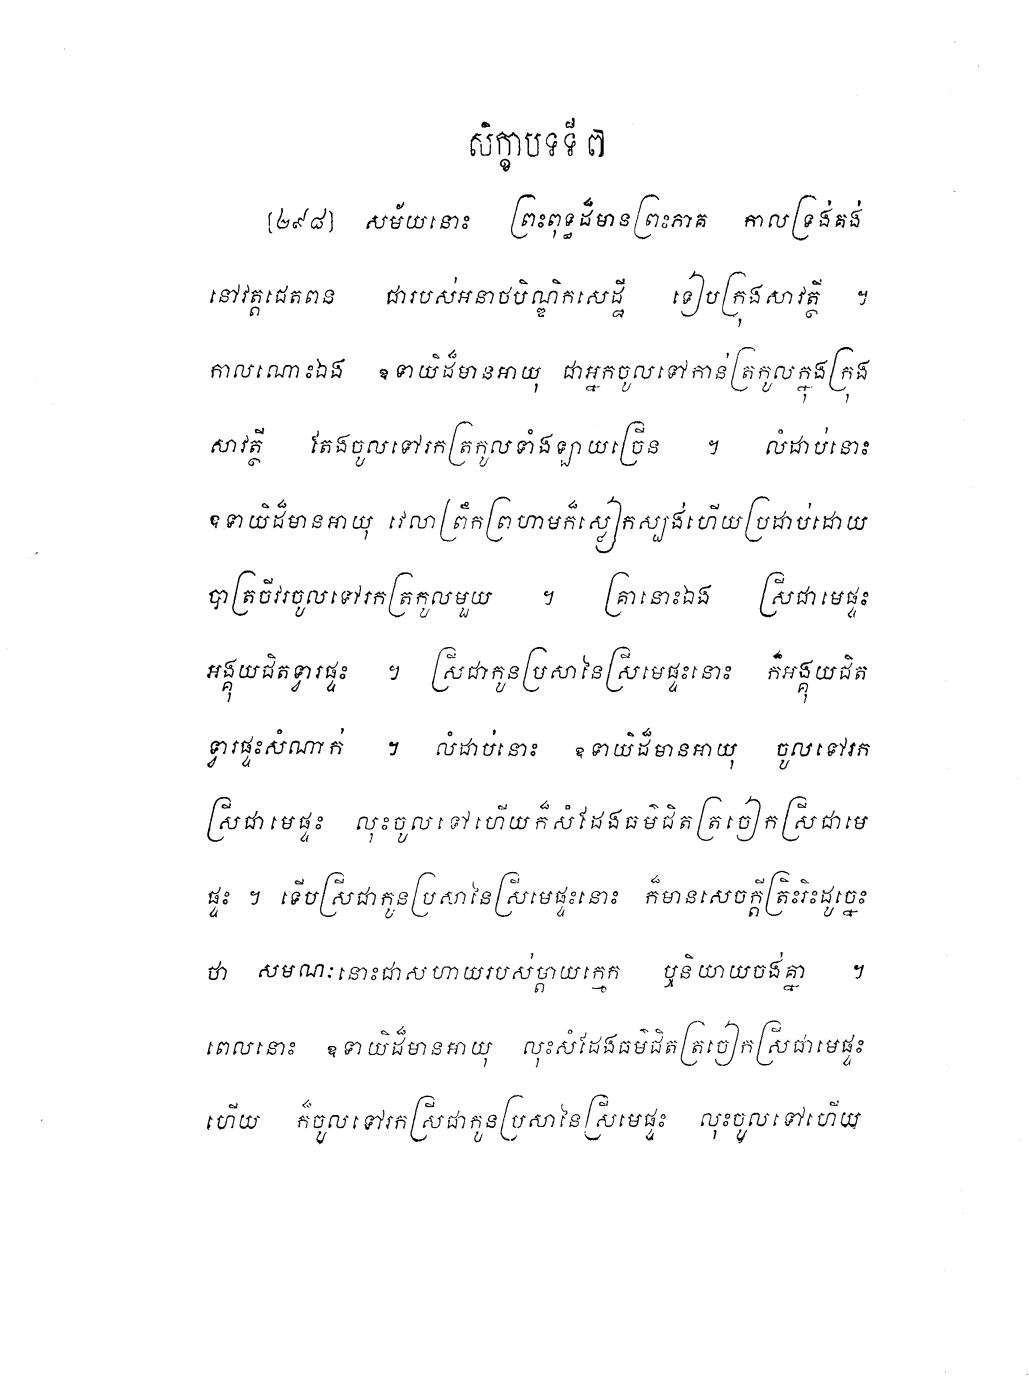 សិក្ខាបទទី ៧
[២៩៨] សម័យនោះ ព្រះពុទ្ធដ៏មានព្រះភាគ កាលទ្រង់គង់
នៅវត្តជេតពន ជារបស់អនាថបិណ្ឌិកសេដ្ឋី ទៀបក្រុងសាវត្ថី ។
កាលណោះឯង ឧទាយិដ៏មានអាយុ ជាអ្នកចូលទៅកាន់ត្រកូលក្នុងក្រុង
សាវត្ថី តែងចូលទៅរកត្រកូលទាំងឡាយច្រើន ។ លំដាប់នោះ
ឧទាយិដ៏មានអាយុ វេលាព្រឹកព្រហាមក៏ស្លៀកស្បង់ហើយប្រដាប់ដោយ
បាត្រចីវរចូលទៅរកត្រកូលមួយ ។ គ្រានោះឯង ស្រីជាមេផ្ទះ
អង្គុយជិតទ្វារផ្ទះ ។ ស្រីជាកូនប្រសានៃស្រីមេផ្ទះនោះ ក៏អង្គុយជិត
ទ្វារផ្ទះសំណាក់ ។ លំដាប់នោះ ឧទាយិដ៏មានអាយុ ចូលទៅរក
ស្រីជាមេផ្ទះ លុះចូលទៅហើយក៏សំដែងធម៌ជិតត្រចៀកស្រីជាមេ
ផ្ទះ ។ ទើបស្រីជាកូនប្រសានៃស្រីមេផ្ទះនោះ ក៏មានសេចក្តីត្រិះរិះដូច្នេះ
ថា សមណៈនោះជាសហាយរបស់ម្តាយក្មេក ឬនិយាយចង់គ្នា ។
ពេលនោះ ឧទាយិដ៏មានអាយុ លុះសំដែងធម៌ជិតត្រចៀកស្រីជាមេផ្ទះ
ហើយ ក៏ចូលទៅរកស្រីជាកូនប្រសានៃស្រីមេផ្ទះ លុះចូលទៅហើយ